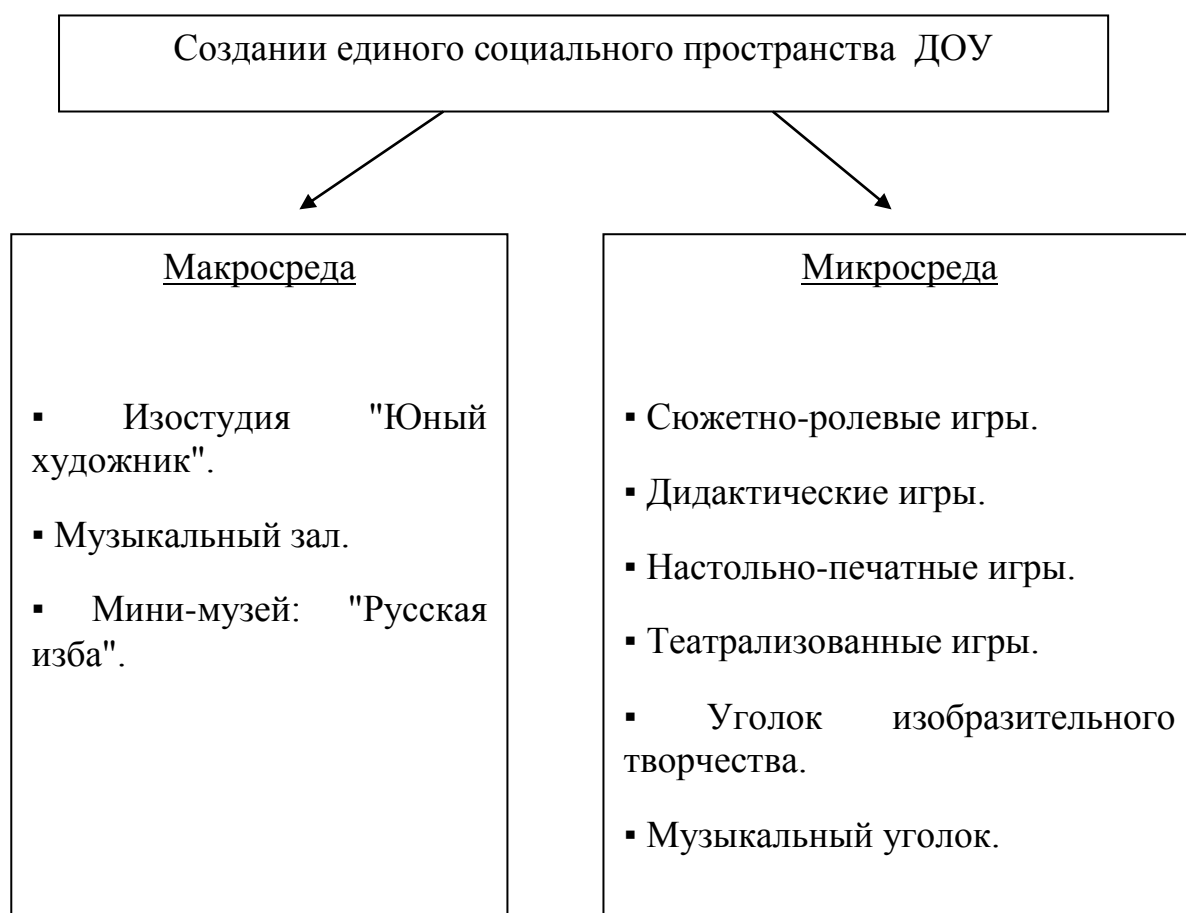 Создании единого социального пространства ДОУ
Макросреда
▪ Изостудия "Юный
художник".
▪ Музыкальный зал.
▪ Мини-музей: "Русская
изба".
Микросреда
▪ Сюжетно-ролевые игры.
▪ Дидактические игры.
▪ Настольно-печатные игры.
▪ Театрализованные игры.
▪ Уголок изобразительного
творчества.
▪ Музыкальный уголок.